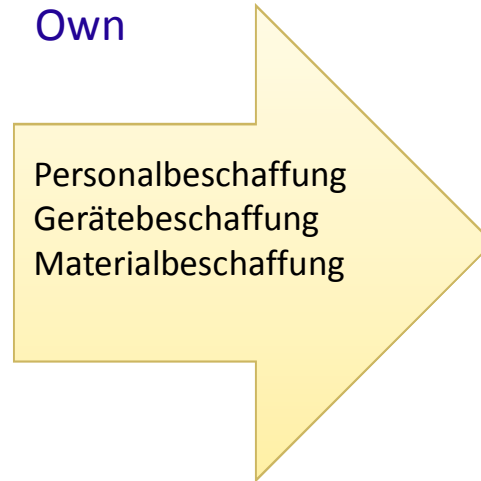 Own
Personalbeschaffung
Gerätebeschaffung
Materialbeschaffung